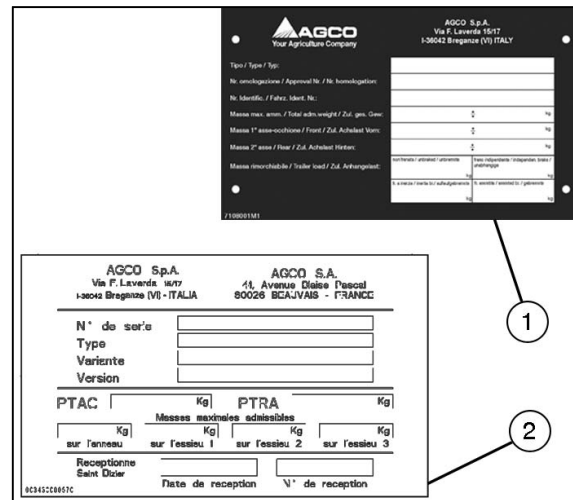 AGCO
Your Agriculture Company
AGCO S.p.A.
Via F. Laverda 15/17
I-36042 Breganze (VI) ITALY
Tipo / Type / Typ:
Nr. omologazione / Approval Nr. / Nr. homologation:
Nr. Identific. / Fahrz. Ident. Nr.:
Massa max. amm. / Total adm.weight / Zul. ges. Gew:
kg
Massa 1° asse-occhione / Front / Zul. Achslast Vorn:
kg
Massa 2° asse / Rear / Zul. Achslast Hinten:
kg
Massa rimorchiabile / Trailer load / Zul. Anhangelast:
kg
kg
kg
kg
7108001M1
1
AGCO S.p.A.
Via F. Laverda 15/17
I-36042 Breganze (VI) - ITALIA
AGCO S.A.
41, Avenue Blaise Pascal
60026 BEAUVAIS - FRANCE
N° de serie
Type
Variante
Version
PTAC Kg PTRA Kg
Masses maximales admissibles
Kg Kg Kg Kg
sur l'anneau sur l'essieu 1 sur l'essieu 2 sur l'essieu 3
Receptionne
Saint Dizier
Date de reception N° de reception
2